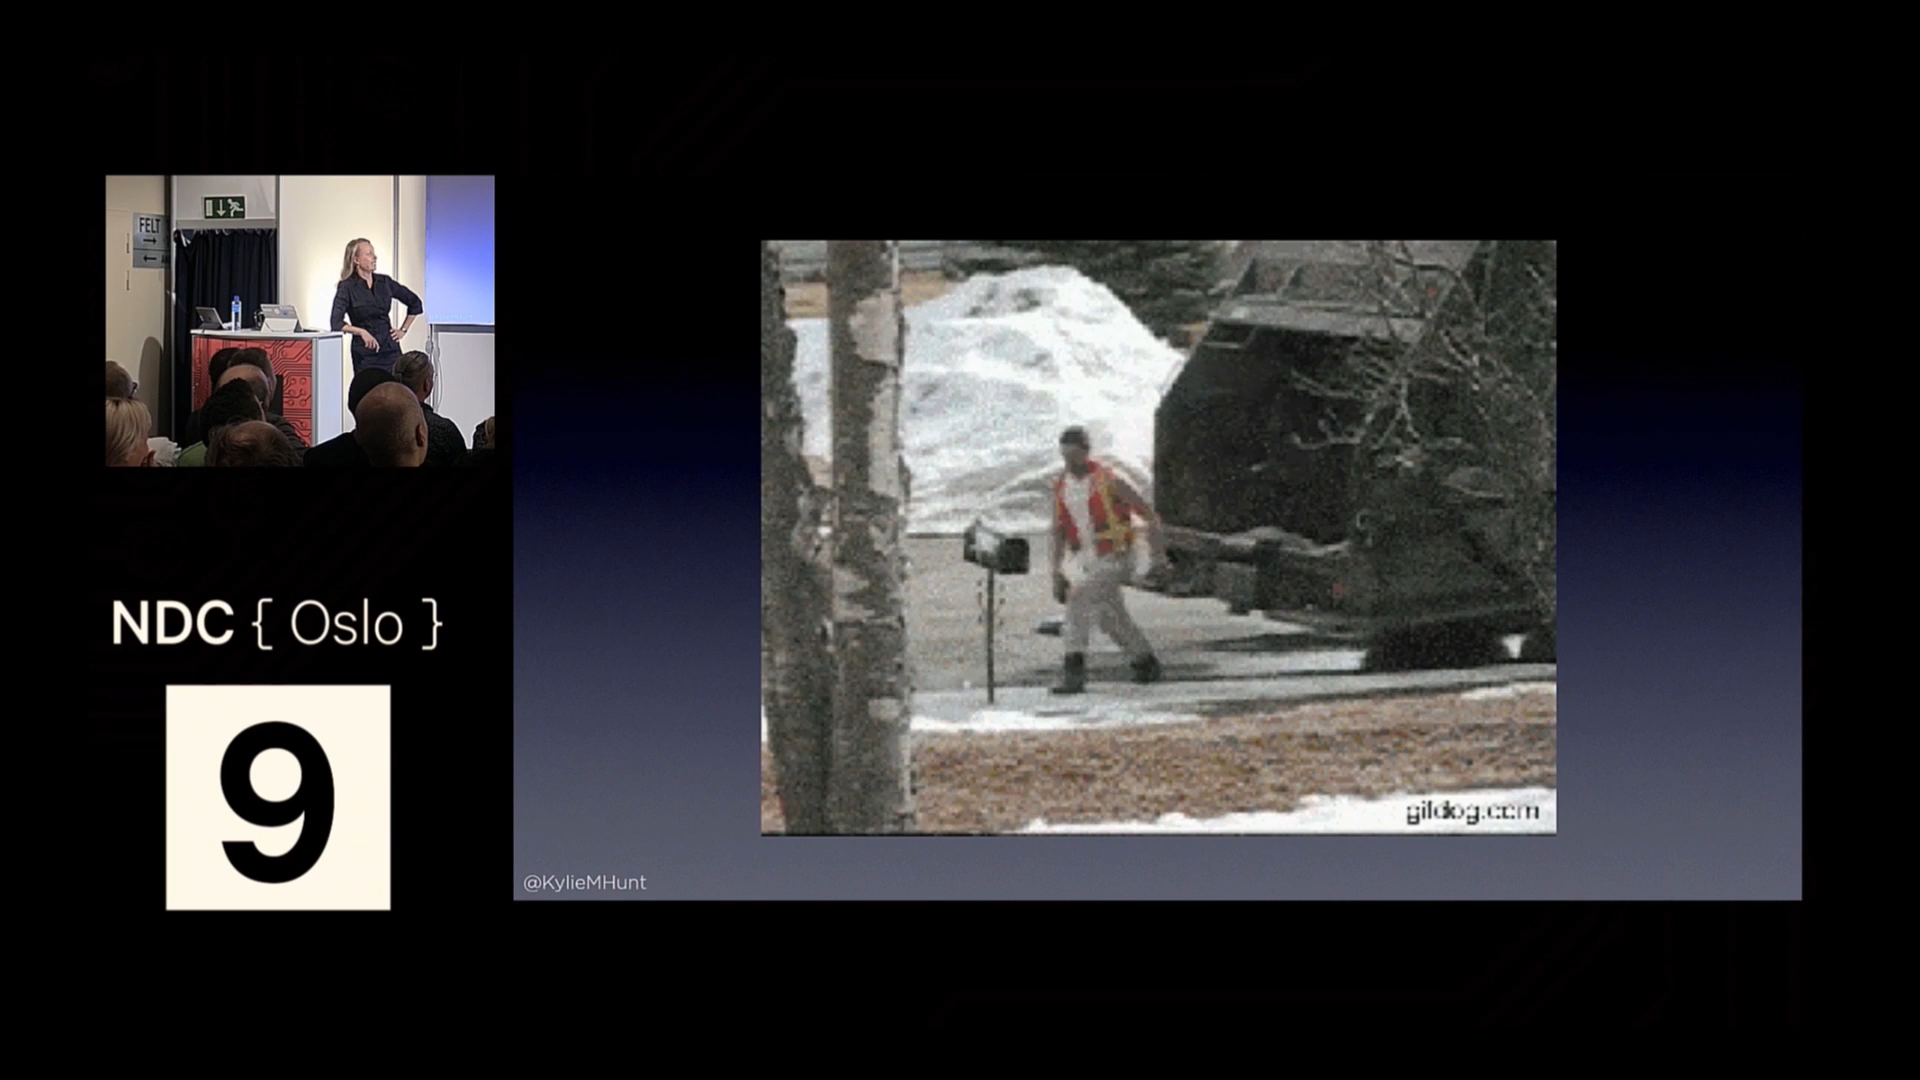 FELT
NDC { Oslo }
9
@KylieMHunt
gifdog.com